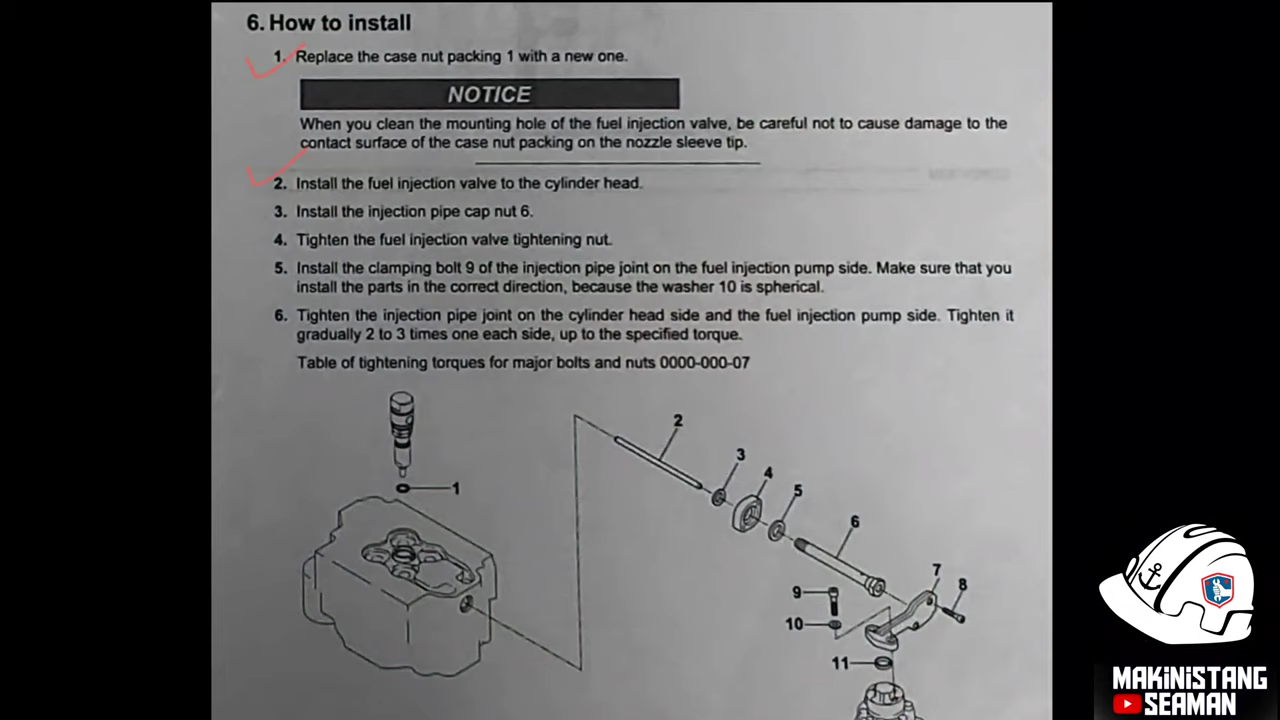 6. How to install
1. Replace the case nut packing 1 with a new one.
NOTICE
When you clean the mounting hole of the fuel injection valve, be careful not to cause damage to the
contact surface of the case nut packing on the nozzle sleeve tip.
2. Install the fuel injection valve to the cylinder head.
3. Install the injection pipe cap nut 6.
4. Tighten the fuel injection valve tightening nut.
5. Install the clamping bolt 9 of the injection pipe joint on the fuel injection pump side. Make sure that you
install the parts in the correct direction, because the washer 10 is spherical.
6. Tighten the injection pipe joint on the cylinder head side and the fuel injection pump side. Tighten it
gradually 2 to 3 times one each side, up to the specified torque.
Table of tightening torques for major bolts and nuts 0000-000-07
1
2
3
4
5
6
7
8
9
10
11
MAKINISTANG
SEAMAN